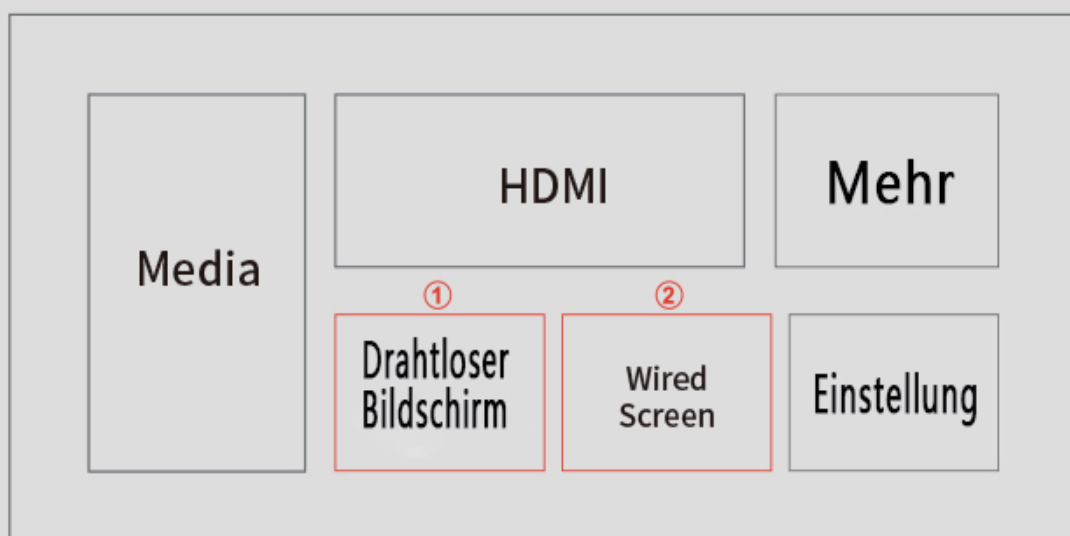 Media
HDMI
Mehr
①
②
Drahtloser
Bildschirm
Wired
Screen
Einstellung